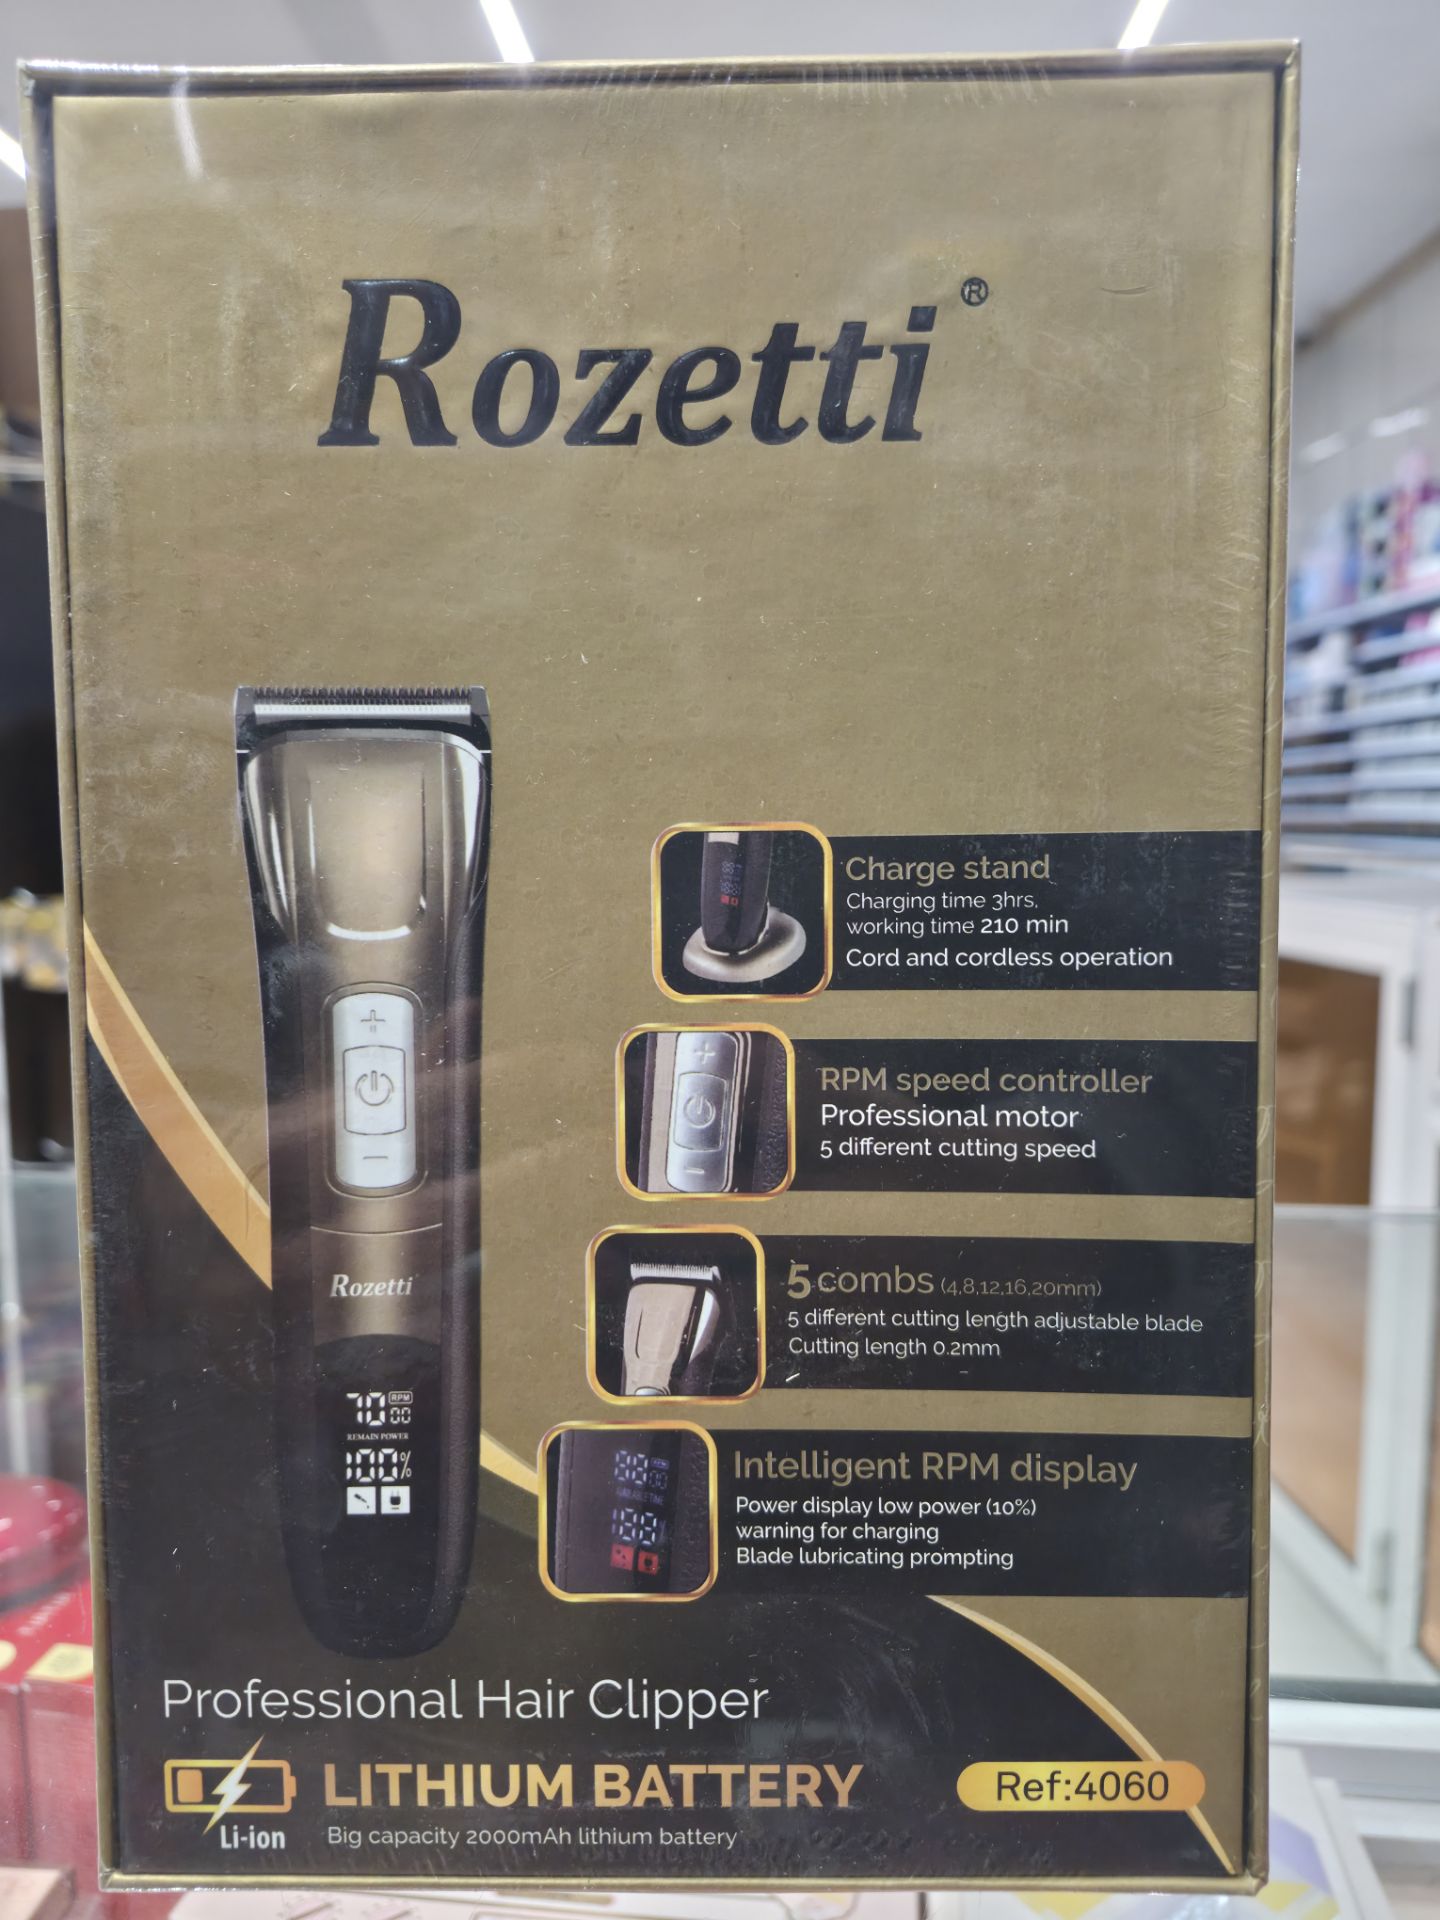 Rozetti ®
Charge stand
Charging time 3hrs,
working time 210 min
Cord and cordless operation
RPM speed controller
Professional motor
5 different cutting speed
5 combs (4,8,12,16,20mm)
5 different cutting length adjustable blade
Cutting length 0.2mm
Rozetti
70 RPM
00
REMAIN POWER
100%
Intelligent RPM display
Power display low power (10%)
warning for charging
Blade lubricating prompting
Professional Hair Clipper
LITHIUM BATTERY
Li-ion
Big capacity 2000mAh lithium battery
Ref:4060